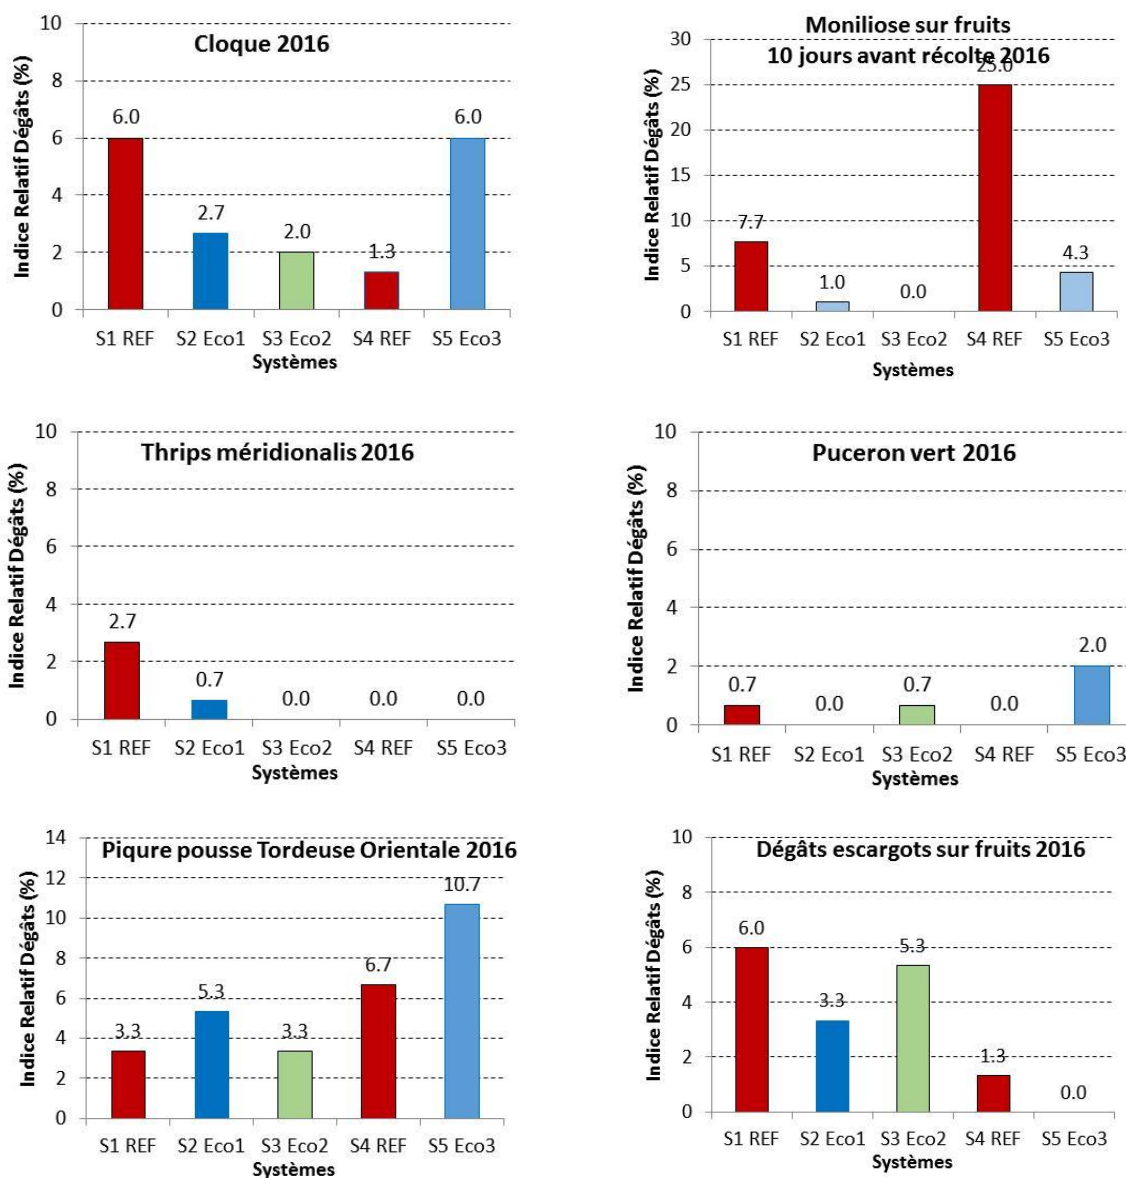 Cloque 2016
Indice Relatif Dégâts (%)
10
8
6
4
2
0
6.0
2.7
2.0
1.3
6.0
S1 REF S2 Eco1 S3 Eco2 S4 REF S5 Eco3
Systèmes
Moniliose sur fruits
10 jours avant récolte 2016
Indice Relatif Dégâts (%)
30
25
20
15
10
5
0
7.7
1.0
0.0
25.0
4.3
S1 REF S2 Eco1 S3 Eco2 S4 REF S5 Eco3
Systèmes
Thrips méridionalis 2016
Indice Relatif Dégâts (%)
10
8
6
4
2
0
2.7
0.7
0.0
0.0
0.0
S1 REF S2 Eco1 S3 Eco2 S4 REF S5 Eco3
Systèmes
Puceron vert 2016
Indice Relatif Dégâts (%)
10
8
6
4
2
0
0.7
0.0
0.7
0.0
2.0
S1 REF S2 Eco1 S3 Eco2 S4 REF S5 Eco3
Systèmes
Piqure pousse Tordeuse Orientale 2016
Indice Relatif Dégâts (%)
14
12
10
8
6
4
2
0
3.3
5.3
3.3
6.7
10.7
S1 REF S2 Eco1 S3 Eco2 S4 REF S5 Eco3
Systèmes
Dégâts escargots sur fruits 2016
Indice Relatif Dégâts (%)
10
8
6
4
2
0
6.0
3.3
5.3
1.3
0.0
S1 REF S2 Eco1 S3 Eco2 S4 REF S5 Eco3
Systèmes